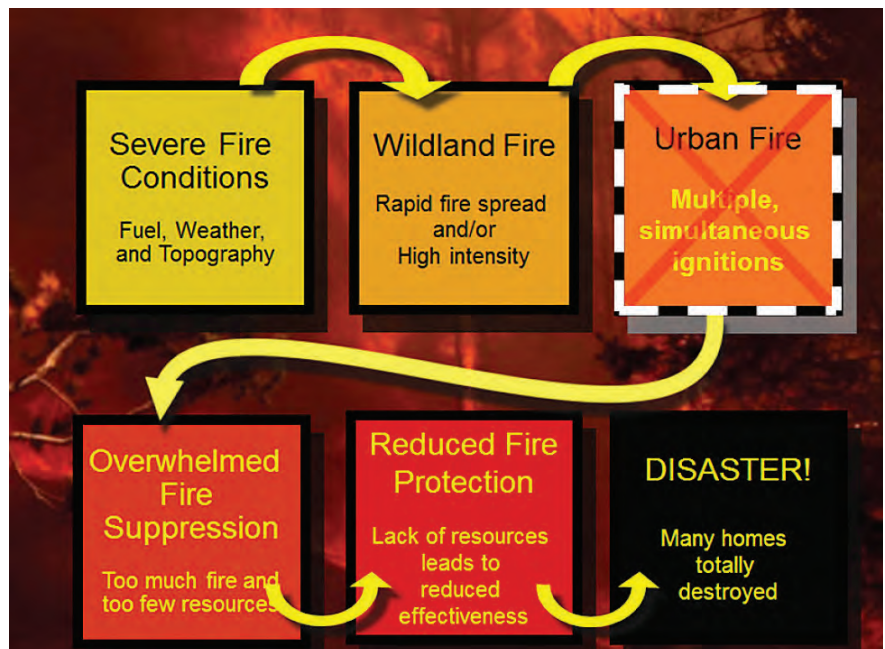 Severe Fire
Conditions
Fuel, Weather,
and Topography
Wildland Fire
Rapid fire spread
and/or
High intensity
Urban Fire
Multiple,
simultaneous
ignitions
Overwhelmed
Fire
Suppression
Too much fire and
too few resources
Reduced Fire
Protection
Lack of resources
leads to
reduced
effectiveness
DISASTER!
Many homes
totally
destroyed